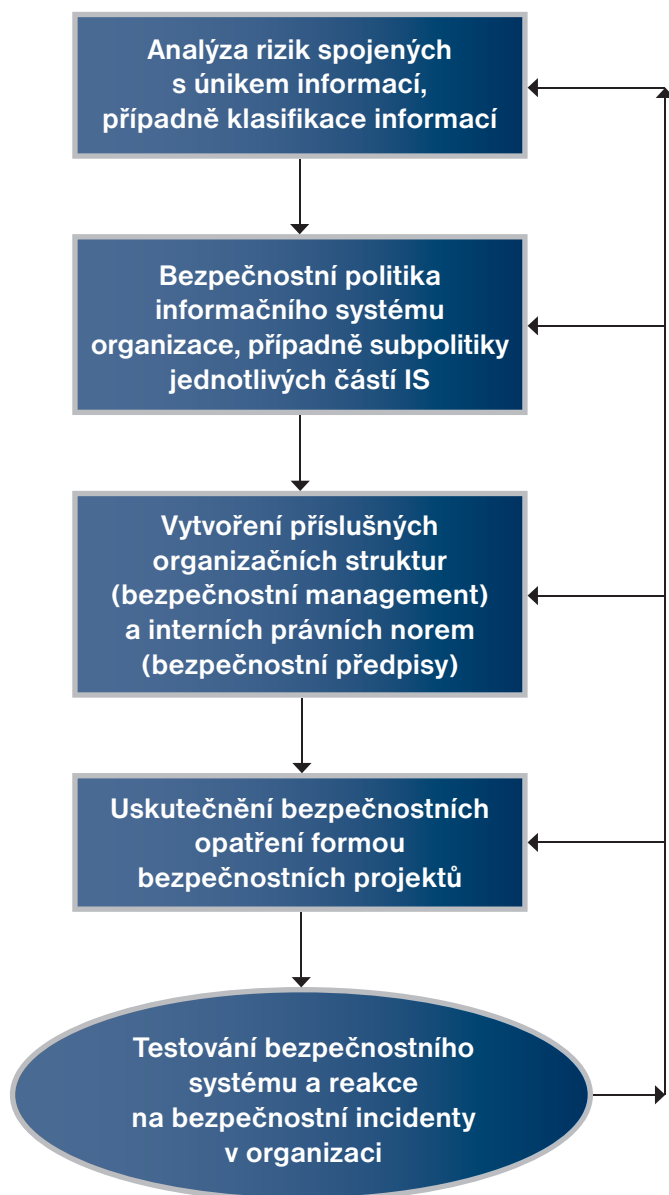 Analýza rizik spojených
s únikem informací,
případně klasifikace informací
Bezpečnostní politika
informačního systému
organizace, případně subpolitiky
jednotlivých částí IS
Vytvoření příslušných
organizačních struktur
(bezpečnostní management)
a interních právních norem
(bezpečnostní předpisy)
Uskutečnění bezpečnostních
opatření formou
bezpečnostních projektů
Testování bezpečnostního
systému a reakce
na bezpečnostní incidenty
v organizaci